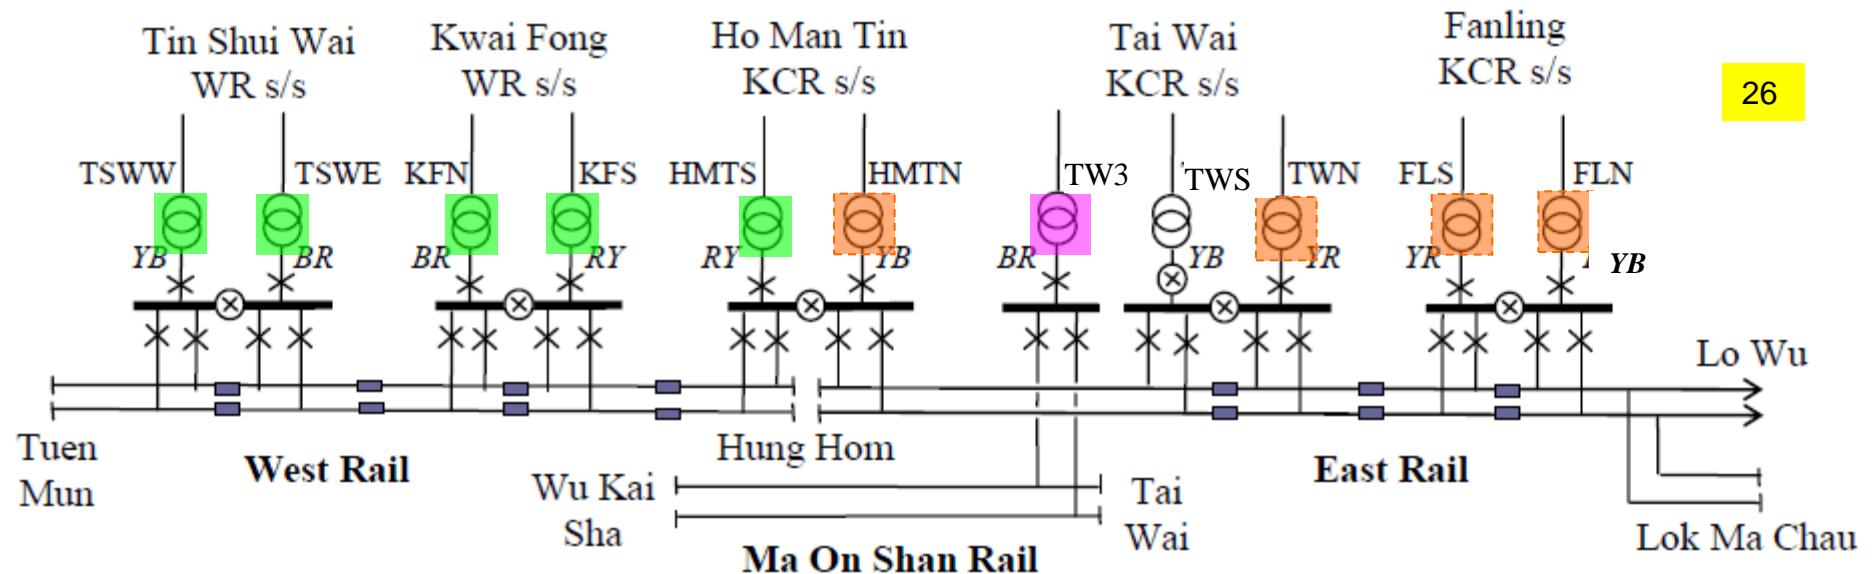 Tin Shui Wai
WR s/s
Kwai Fong
WR s/s
Ho Man Tin
KCR s/s
Tai Wai
KCR s/s
Fanling
KCR s/s
26
TSWW
TSWE
KFN
KFS
HMTS
HMTN
TW3
TWS
TWN
FLS
FLN
YB
BR
BR
RY
RY
YB
BR
YB
YR
YR
YB
Lo Wu
Tuen
Mun
West Rail
Hung Hom
East Rail
Wu Kai
Sha
Tai
Wai
Ma On Shan Rail
Lok Ma Chau